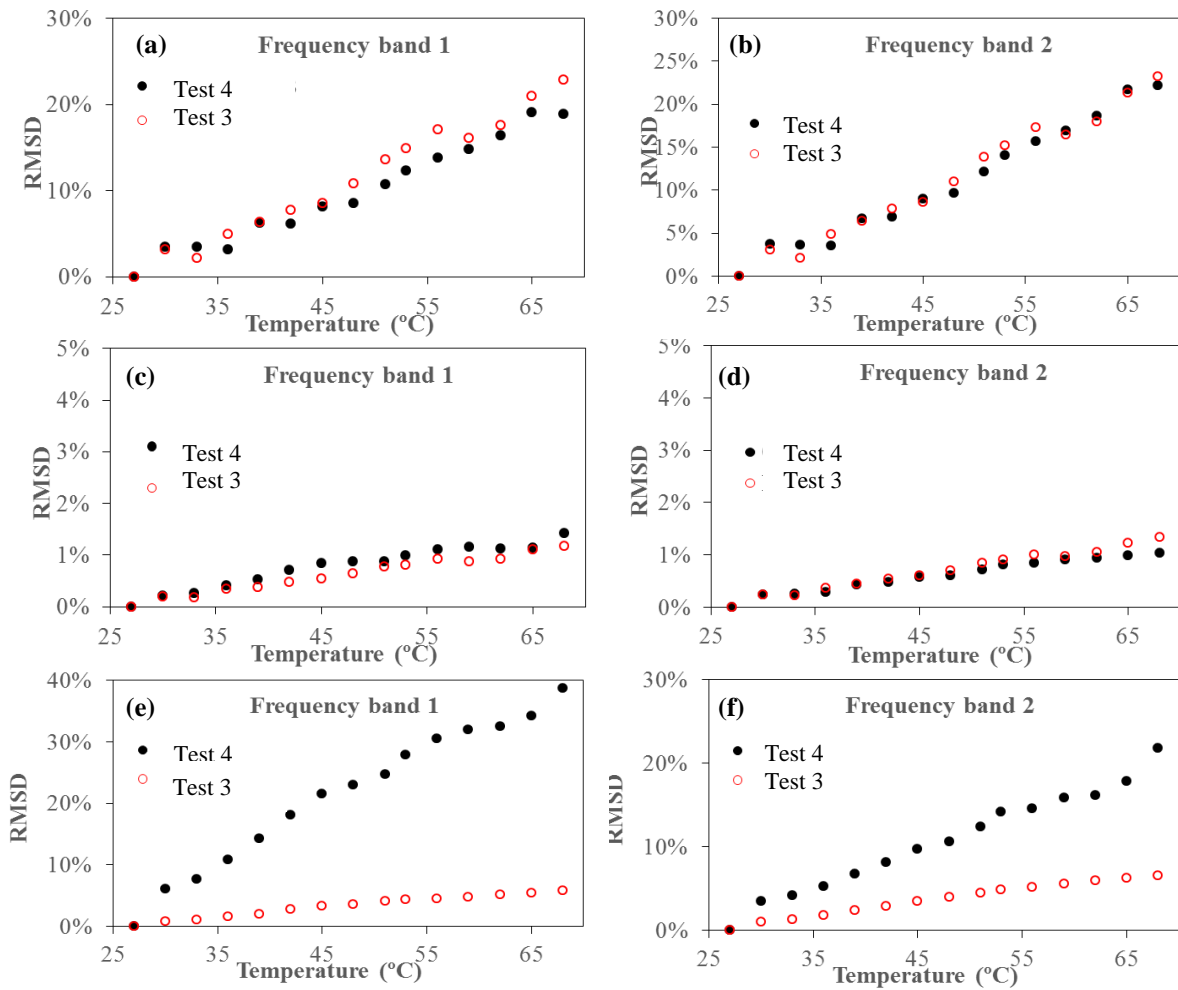 (a) Frequency band 1
Test 4
Test 3
RMSD
30%
20%
10%
0%
25 35 45 55 65
Temperature (ºC)
(b) Frequency band 2
Test 4
Test 3
RMSD
30%
25%
20%
15%
10%
5%
0%
25 35 45 55 65
Temperature (ºC)
(c) Frequency band 1
Test 4
Test 3
RMSD
5%
4%
3%
2%
1%
0%
25 35 45 55 65
Temperature (ºC)
(d) Frequency band 2
Test 4
Test 3
RMSD
5%
4%
3%
2%
1%
0%
25 35 45 55 65
Temperature (ºC)
(e) Frequency band 1
Test 4
Test 3
RMSD
40%
30%
20%
10%
0%
25 35 45 55 65
Temperature (ºC)
(f) Frequency band 2
Test 4
Test 3
RMSD
30%
20%
10%
0%
25 35 45 55 65
Temperature (ºC)